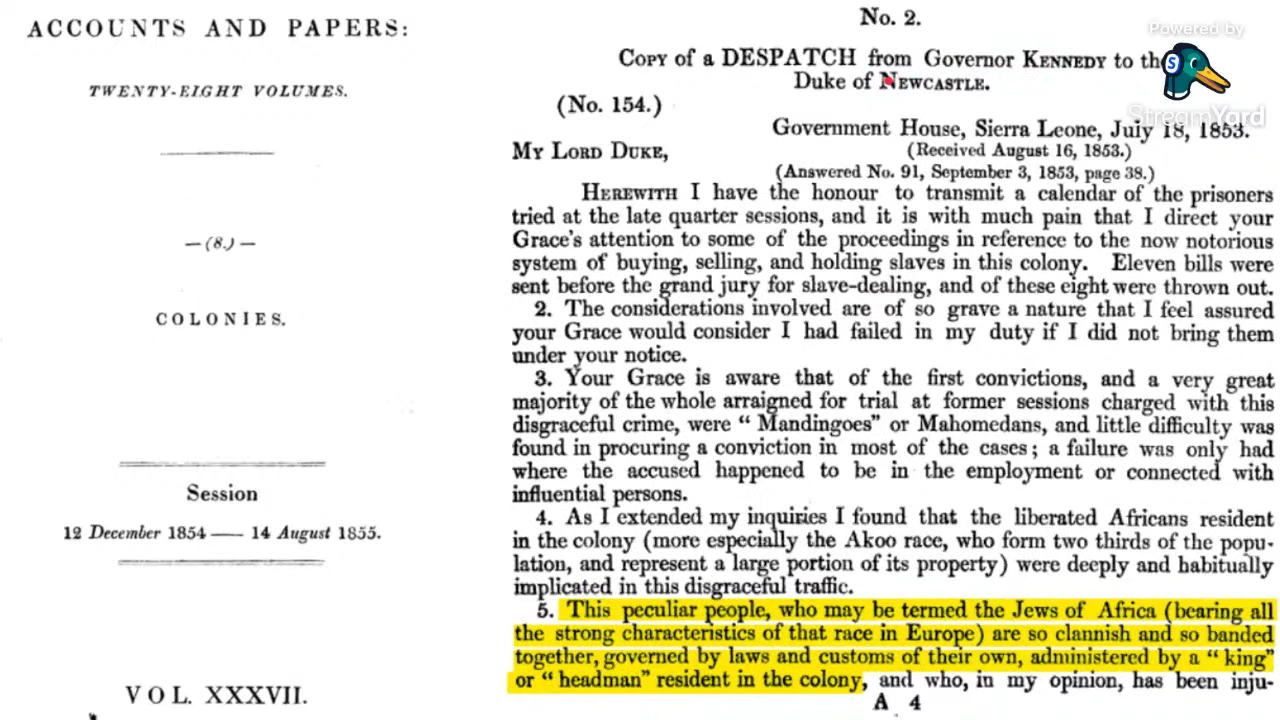 ACCOUNTS AND PAPERS:
TWENTY-EIGHT VOLUMES.
—(8.)—
COLONIES.
Session
12 December 1854 — 14 August 1855.
VOL. XXXVII.
No. 2.
COPY of a DESPATCH from Governor KENNEDY to th
Duke of NEWCASTLE.
(No. 154.)
Government House, Sierra Leone, July 18, 1853.
MY LORD DUKE,
(Received August 16, 1853.)
(Answered No. 91, September 3, 1853, page 38.)
HEREWITH I have the honour to transmit a calendar of the prisoners
tried at the late quarter sessions, and it is with much pain that I direct your
Grace's attention to some of the proceedings in reference to the now notorious
system of buying, selling, and holding slaves in this colony. Eleven bills were
sent before the grand jury for slave-dealing, and of these eight were thrown out.
2. The considerations involved are of so grave a nature that I feel assured
your Grace would consider I had failed in my duty if I did not bring them
under your notice.
3. Your Grace is aware that of the first convictions, and a very great
majority of the whole arraigned for trial at former sessions charged with this
disgraceful crime, were " Mandingoes" or Mahomedans, and little difficulty was
found in procuring a conviction in most of the cases; a failure was only had
where the accused happened to be in the employment or connected with
influential persons.
4. As I extended my inquiries I found that the liberated Africans resident
in the colony (more especially the Akoo race, who form two thirds of the popu-
lation, and represent a large portion of its property) were deeply and habitually
implicated in this disgraceful traffic.
5. This peculiar people, who may be termed the Jews of Africa (bearing all
the strong characteristics of that race in Europe) are so clannish and so banded
together, governed by laws and customs of their own, administered by a " king"
or " headman" resident in the colony, and who, in my opinion, has been inju-
A 4
Powered by
S
StreamYard